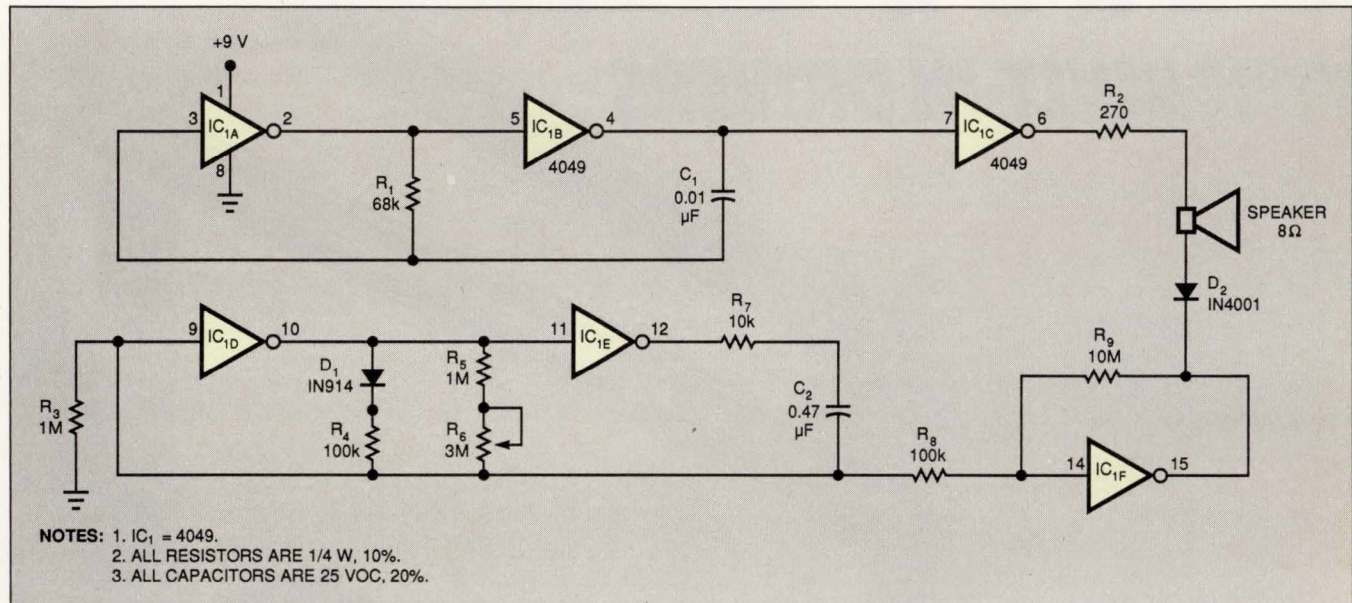 +9 V
1
3
IC1A
2
8
R1
68k
5
IC1B
4
4049
C1
0.01
µF
7
IC1C
6
4049
R2
270
SPEAKER
8Ω
D2
IN4001
R3
1M
9
IC1D
10
D1
IN914
R4
100k
R5
1M
R6
3M
11
IC1E
12
R7
10k
C2
0.47
µF
R8
100k
R9
10M
14
IC1F
15
NOTES: 1. IC1 = 4049.
2. ALL RESISTORS ARE 1/4 W, 10%.
3. ALL CAPACITORS ARE 25 VOC, 20%.